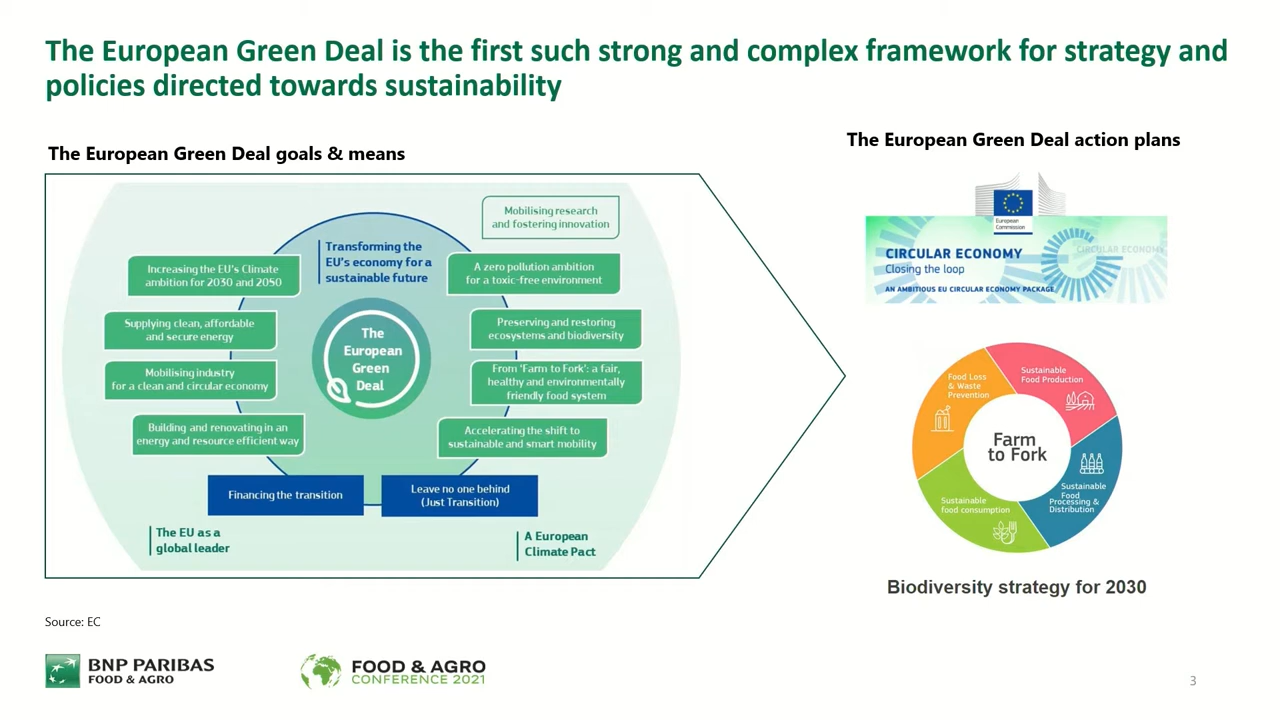 The European Green Deal is the first such strong and complex framework for strategy and
policies directed towards sustainability
The European Green Deal goals & means
Mobilising research
and fostering innovation
Transforming the
EU's economy for a
sustainable future
Increasing the EU's Climate
ambition for 2030 and 2050
A zero pollution ambition
for a toxic-free environment
Supplying clean, affordable
and secure energy
Preserving and restoring
ecosystems and biodiversity
The
European
Green
Deal
Mobilising industry
for a clean and circular economy
From 'Farm to Fork': a fair,
healthy and environmentally
friendly food system
Building and renovating in an
energy and resource efficient way
Accelerating the shift to
sustainable and smart mobility
Financing the transition
Leave no one behind
(Just Transition)
The EU as a
global leader
A European
Climate Pact
The European Green Deal action plans
European
Commission
CIRCULAR ECONOMY
Closing the loop
AN AMBITIOUS EU CIRCULAR ECONOMY PACKAGE
CIRCULAR ECONOMY
Food Loss
& Waste
Prevention
Sustainable
Food Production
Farm
to Fork
Sustainable
Food
Processing &
Distribution
Sustainable
food consumption
Biodiversity strategy for 2030
Source: EC
BNP PARIBAS
FOOD & AGRO
FOOD & AGRO
CONFERENCE 2021
3